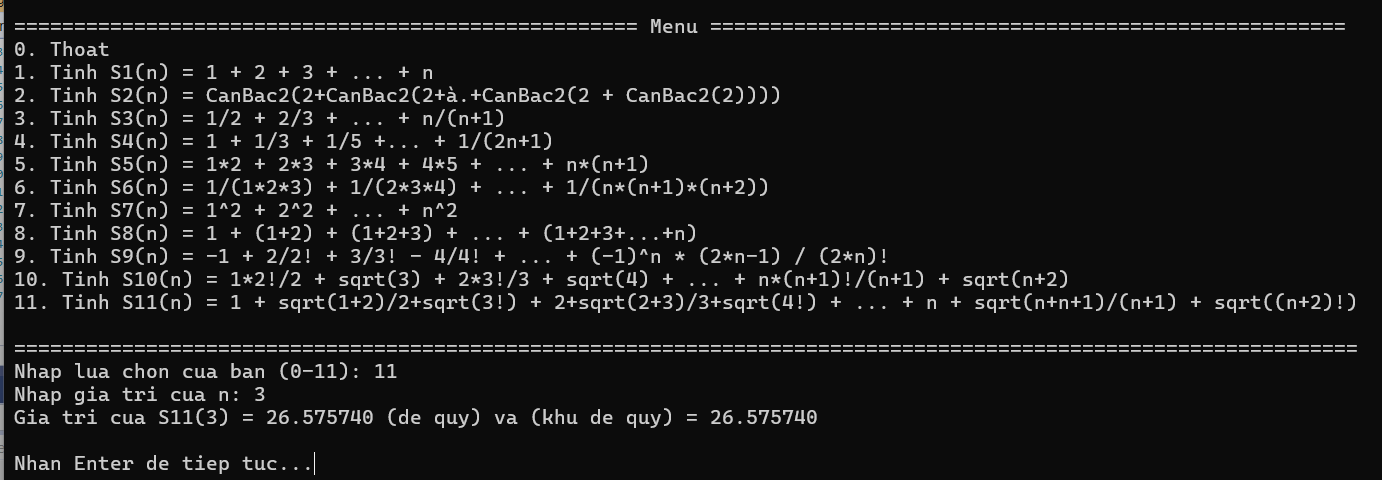 ==================================================== Menu =====================================================
0. Thoat
1. Tinh S1(n) = 1 + 2 + 3 + ... + n
2. Tinh S2(n) = CanBac2(2+CanBac2(2+à.+CanBac2(2 + CanBac2(2))))
3. Tinh S3(n) = 1/2 + 2/3 + ... + n/(n+1)
4. Tinh S4(n) = 1 + 1/3 + 1/5 +... + 1/(2n+1)
5. Tinh S5(n) = 1*2 + 2*3 + 3*4 + 4*5 + ... + n*(n+1)
6. Tinh S6(n) = 1/(1*2*3) + 1/(2*3*4) + ... + 1/(n*(n+1)*(n+2))
7. Tinh S7(n) = 1^2 + 2^2 + ... + n^2
8. Tinh S8(n) = 1 + (1+2) + (1+2+3) + ... + (1+2+3+...+n)
9. Tinh S9(n) = -1 + 2/2! + 3/3! - 4/4! + ... + (-1)^n * (2*n-1) / (2*n)!
10. Tinh S10(n) = 1*2!/2 + sqrt(3) + 2*3!/3 + sqrt(4) + ... + n*(n+1)!/(n+1) + sqrt(n+2)
11. Tinh S11(n) = 1 + sqrt(1+2)/2+sqrt(3!) + 2+sqrt(2+3)/3+sqrt(4!) + ... + n + sqrt(n+n+1)/(n+1) + sqrt((n+2)!)
================================================================================================================
Nhap lua chon cua ban (0-11): 11
Nhap gia tri cua n: 3
Gia tri cua S11(3) = 26.575740 (de quy) va (khu de quy) = 26.575740
Nhan Enter de tiep tuc...